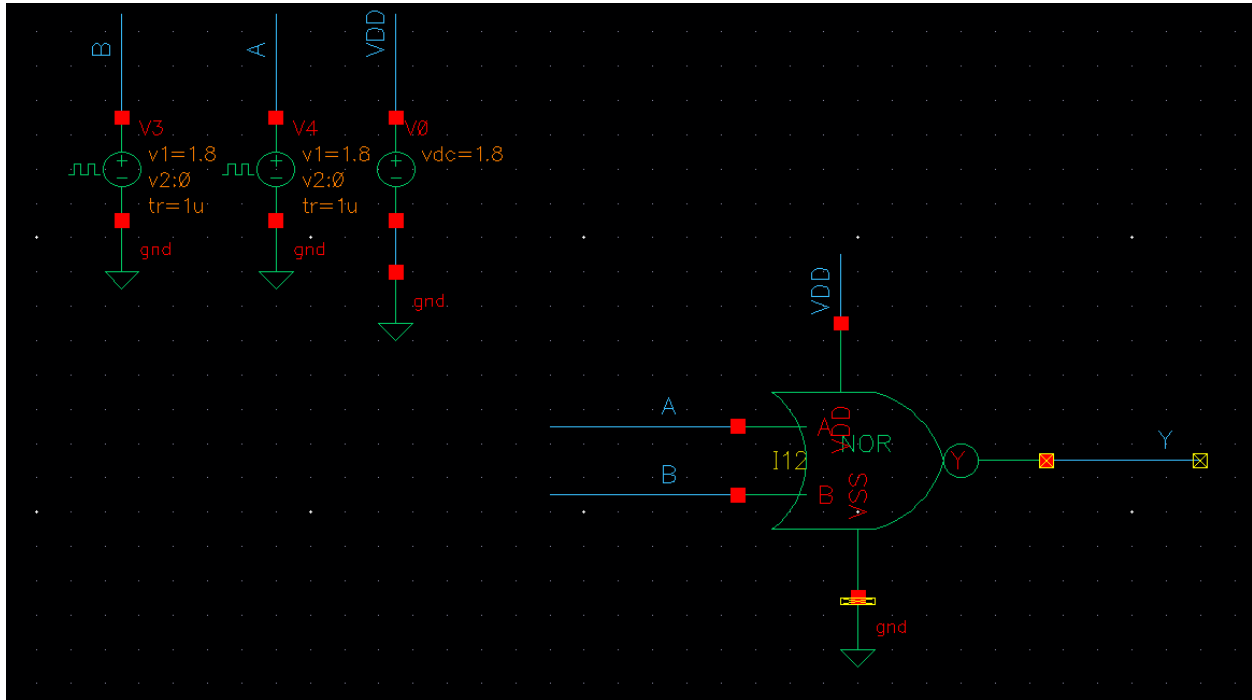 B
A
VDD
V3
v1=1.8
v2:0
tr=1u
gnd
V4
v1=1.8
v2:0
tr=1u
gnd
V0
vdc=1.8
gnd
VDD
A
B
I12
A
VDD
NOR
B
VSS
Y
Y
gnd